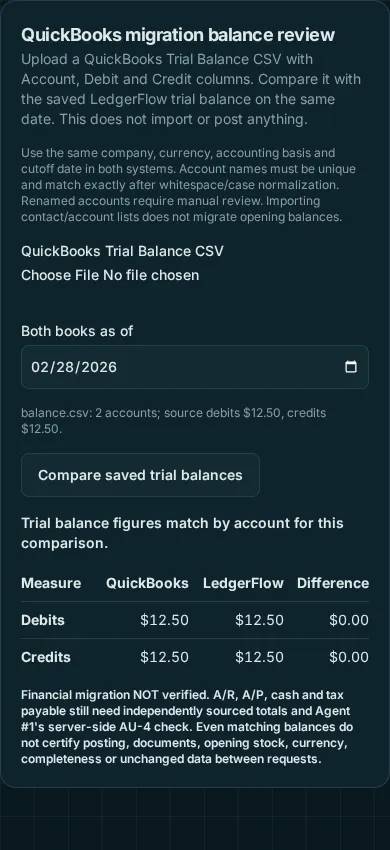 QuickBooks migration balance review
Upload a QuickBooks Trial Balance CSV with
Account, Debit and Credit columns. Compare it with
the saved LedgerFlow trial balance on the same
date. This does not import or post anything.
Use the same company, currency, accounting basis and
cutoff date in both systems. Account names must be unique
and match exactly after whitespace/case normalization.
Renamed accounts require manual review. Importing
contact/account lists does not migrate opening balances.
QuickBooks Trial Balance CSV
Choose File No file chosen
Both books as of
02/28/2026
balance.csv: 2 accounts; source debits $12.50, credits
$12.50.
Compare saved trial balances
Trial balance figures match by account for this
comparison.
Measure QuickBooks LedgerFlow Difference
Debits $12.50 $12.50 $0.00
Credits $12.50 $12.50 $0.00
Financial migration NOT verified. A/R, A/P, cash and tax
payable still need independently sourced totals and Agent
#1's server-side AU-4 check. Even matching balances do
not certify posting, documents, opening stock, currency,
completeness or unchanged data between requests.